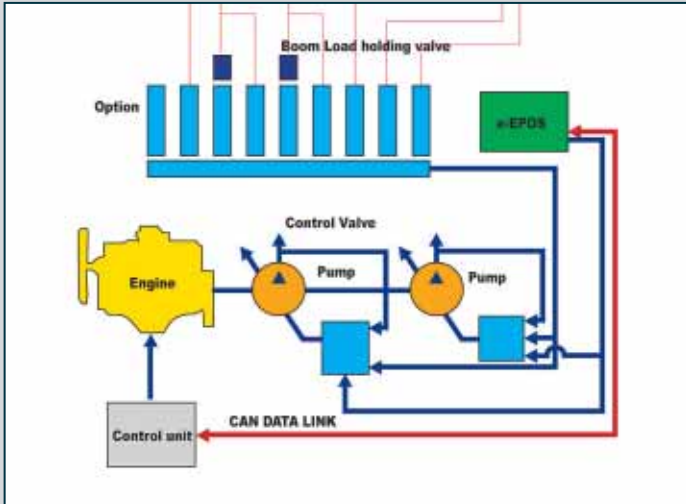 Boom Load holding valve
Option
e-EPOS
Control Valve
Pump
Pump
Engine
CAN DATA LINK
Control unit